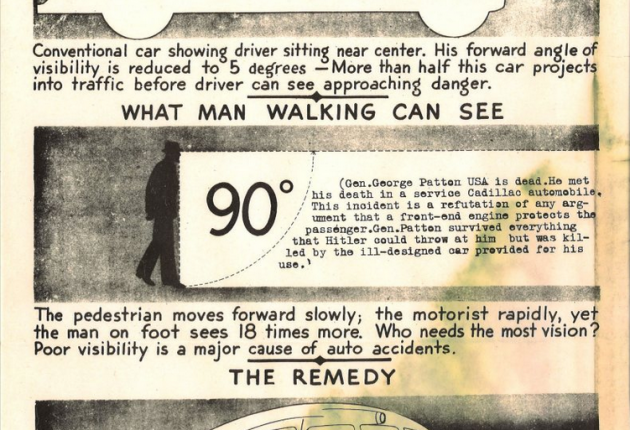 Conventional car showing driver sitting near center. His forward angle of
visibility is reduced to 5 degrees — More than half this car projects
into traffic before driver can see approaching danger.
WHAT MAN WALKING CAN SEE
90°
(Gen.George Patton USA is dead.He met
his death in a service Cadillac automobile.
This incident is a refutation of any arg-
ument that a front-end engine protects the
passenger.Gen.Patton survived everything
that Hitler could throw at him but was kil-
led by the ill-designed car provided for his
use.'
The pedestrian moves forward slowly; the motorist rapidly, yet
the man on foot sees 18 times more. Who needs the most vision?
Poor visibility is a major cause of auto accidents.
THE REMEDY